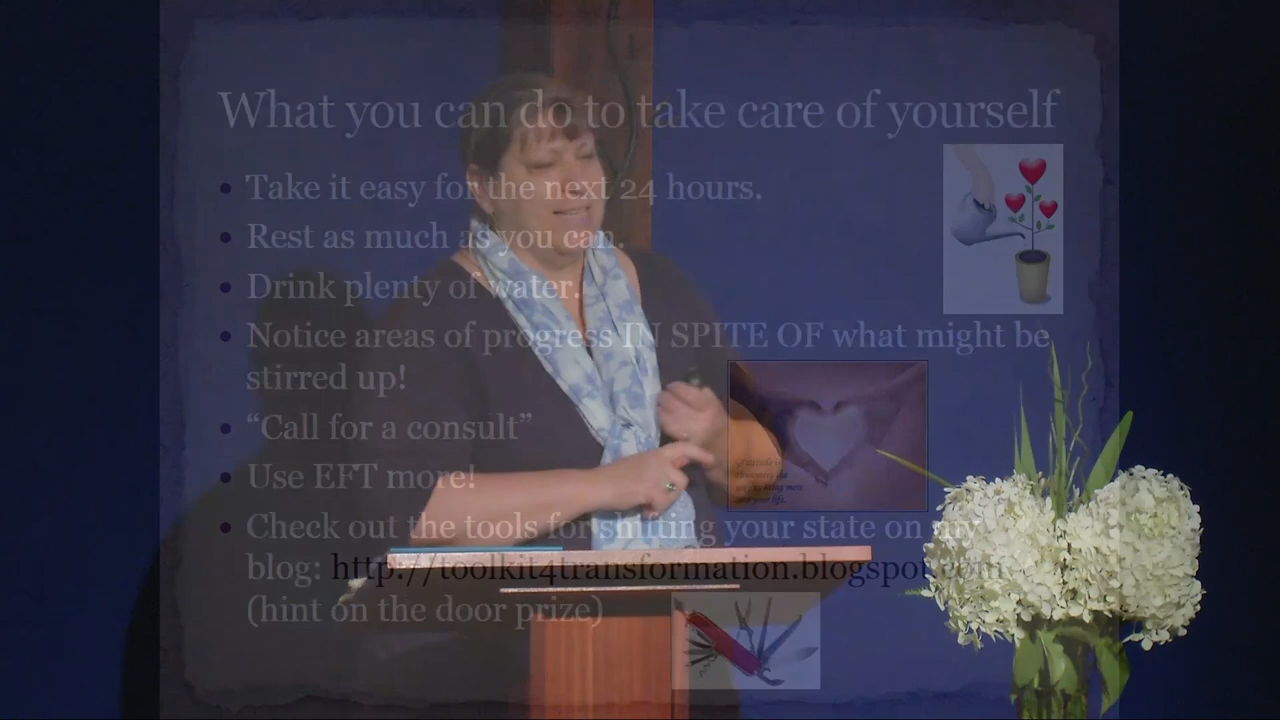 What you can do to take care of yourself
Take it easy for the next 24 hours.
Rest as much as you can.
Drink plenty of water.
Notice areas of progress IN SPITE OF what might be
stirred up!
“Call for a consult”
Use EFT more!
Check out the tools for shifting your state on my
blog: http://toolkit4transformation.blogspot.com
(hint on the door prize)
your life.